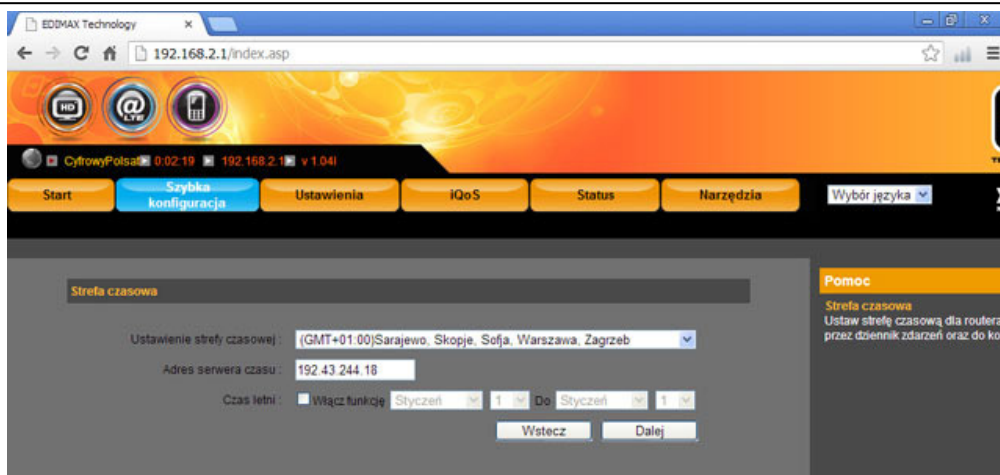 EDIMAX Technology
192.168.2.1/index.asp
HD @ LTE
CyfrowyPolsat 0:02:19 192.168.2.1 v 1.04i
Start Szybka konfiguracja Ustawienia iQoS Status Narzędzia Wybór języka
Strefa czasowa
Ustawienie strefy czasowej : (GMT+01:00)Sarajewo, Skopje, Sofja, Warszawa, Zagrzeb
Adres serwera czasu : 192.43.244.18
Czas letni : Włącz funkcję Styczeń 1 Do Styczeń 1
Wstecz Dalej
Pomoc
Strefa czasowa
Ustaw strefę czasową dla routera
przez dziennik zdarzeń oraz do